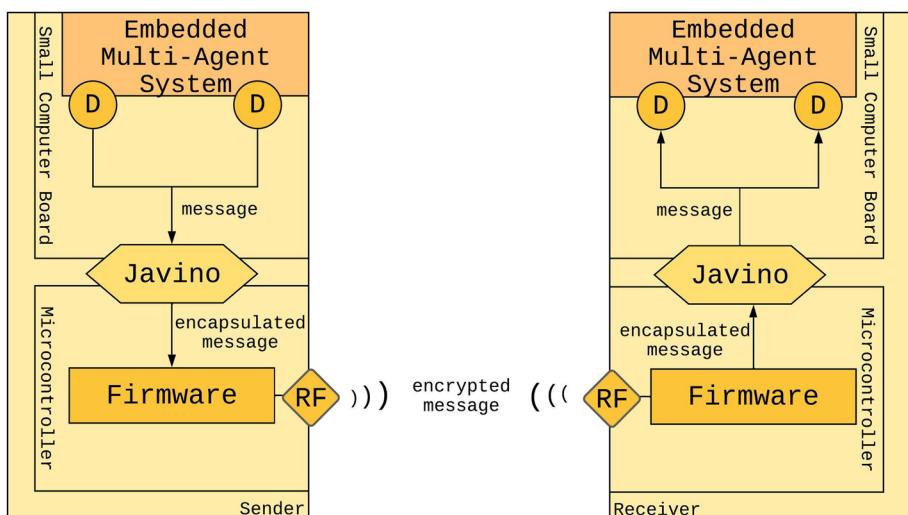 Embedded
Multi-Agent
System
D
D
Small Computer Board
message
Javino
encapsulated
message
Microcontroller
Firmware
RF
Sender
encrypted
message
Embedded
Multi-Agent
System
D
D
Small Computer Board
message
Javino
encapsulated
message
Microcontroller
RF
Firmware
Receiver